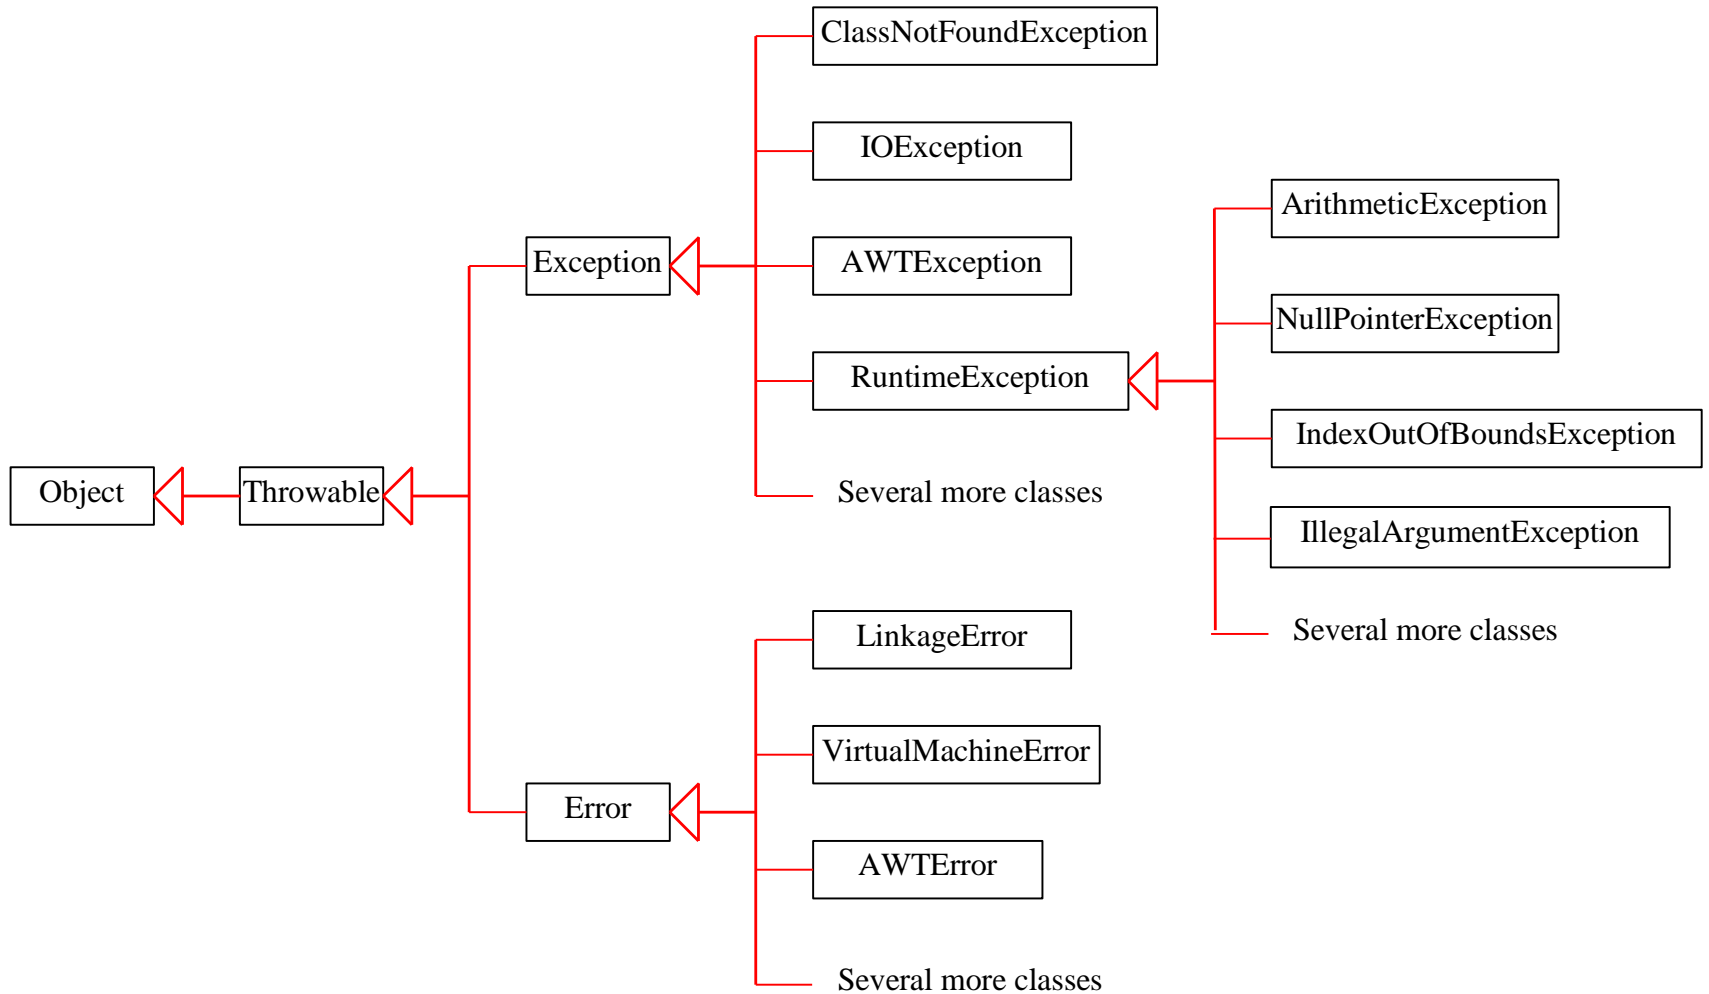 ClassNotFoundException
IOException
ArithmeticException
Exception
AWTException
NullPointerException
RuntimeException
IndexOutOfBoundsException
Object
Throwable
Several more classes
IllegalArgumentException
LinkageError
Several more classes
VirtualMachineError
Error
AWTError
Several more classes